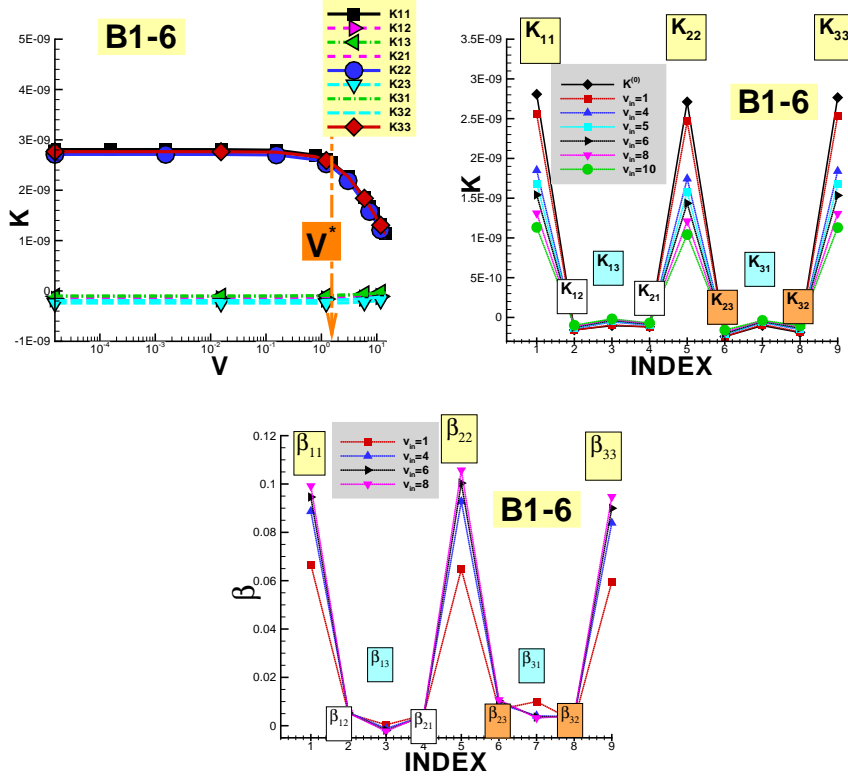 B1-6
K11
K12
K13
K21
K22
K23
K31
K32
K33
5E-09
4E-09
3E-09
2E-09
1E-09
0
-1E-09
K
V*
10⁻⁴ 10⁻³ 10⁻² 10⁻¹ 10⁰ 10¹
V
K₁₁ K₂₂ K₃₃
B1-6
K⁽⁰⁾
vᵢₙ=1
vᵢₙ=4
vᵢₙ=5
vᵢₙ=6
vᵢₙ=8
vᵢₙ=10
3.5E-09
3E-09
2.5E-09
2E-09
1.5E-09
1E-09
5E-10
0
K
K₁₂ K₁₃ K₂₁ K₂₃ K₃₁ K₃₂
1 2 3 4 5 6 7 8 9
INDEX
β₁₁ β₂₂ β₃₃
B1-6
vᵢₙ=1
vᵢₙ=4
vᵢₙ=6
vᵢₙ=8
0.12
0.1
0.08
0.06
0.04
0.02
0
β
β₁₂ β₁₃ β₂₁ β₂₃ β₃₁ β₃₂
1 2 3 4 5 6 7 8 9
INDEX